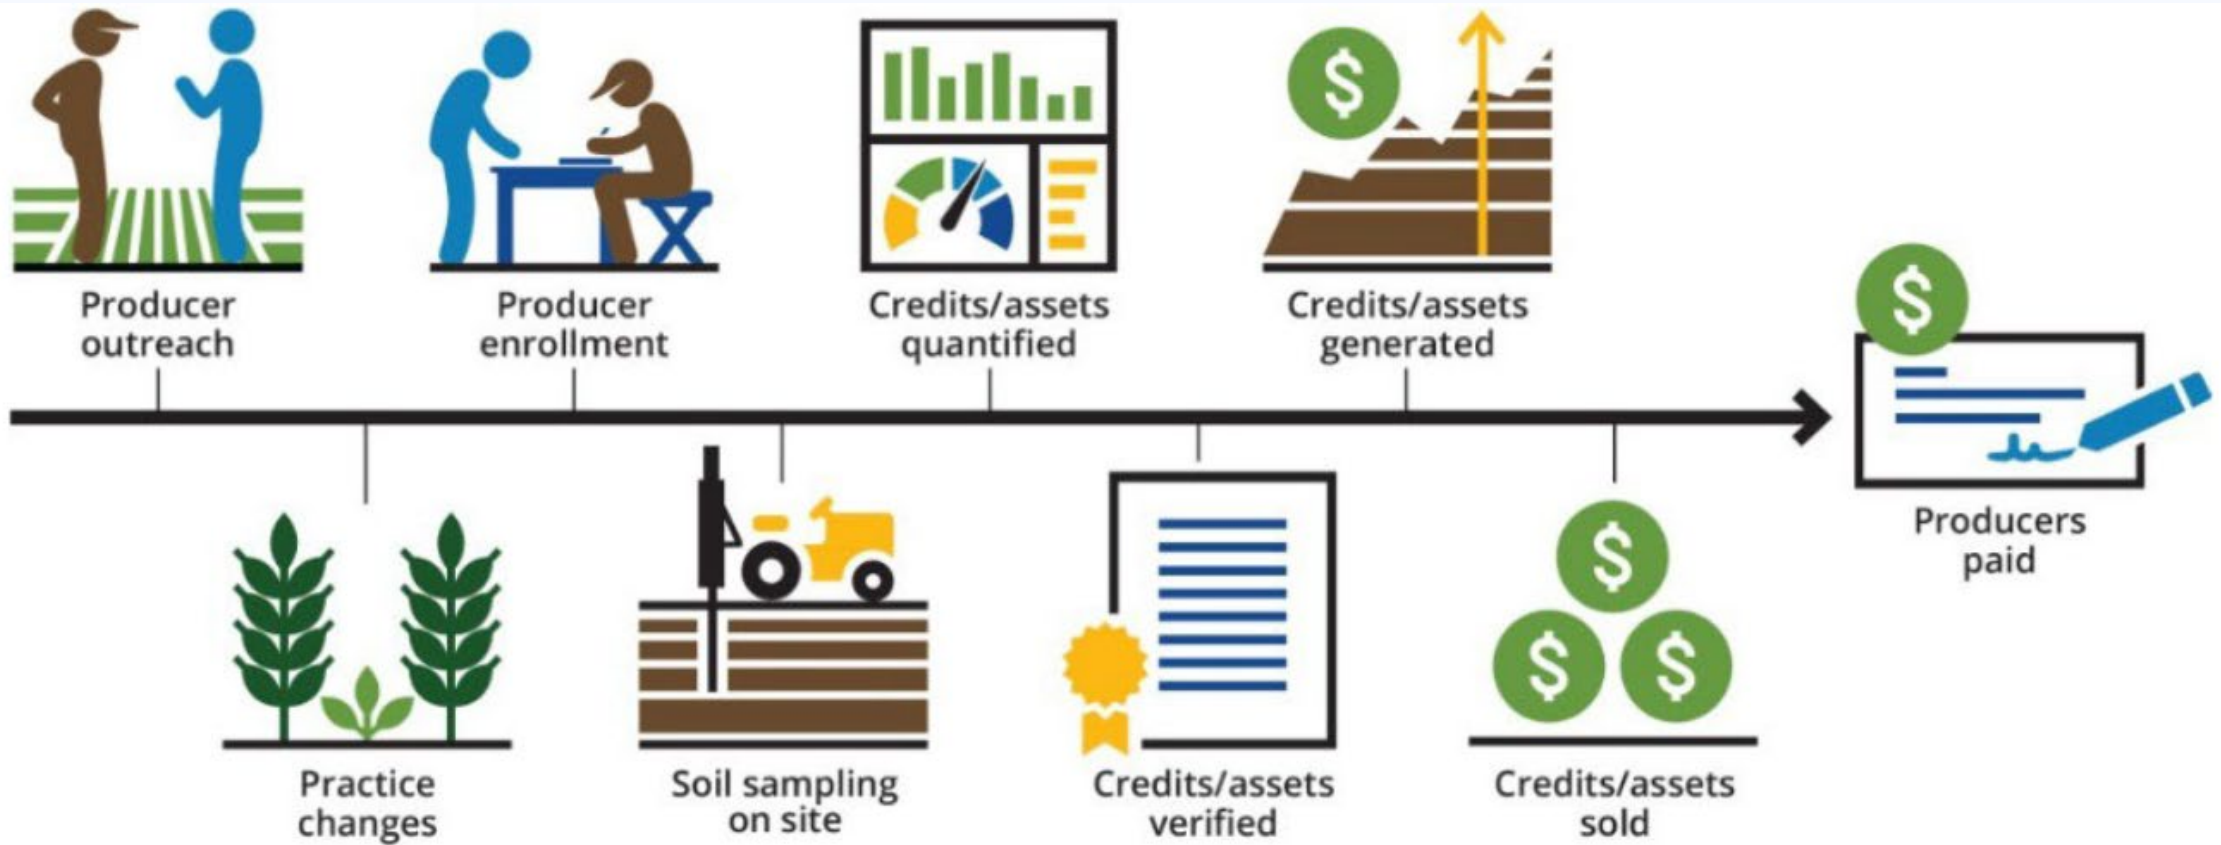 Producer
outreach
Producer
enrollment
Credits/assets
quantified
Credits/assets
generated
$
$
Producers
paid
Practice
changes
Soil sampling
on site
Credits/assets
verified
$
$ $
Credits/assets
sold